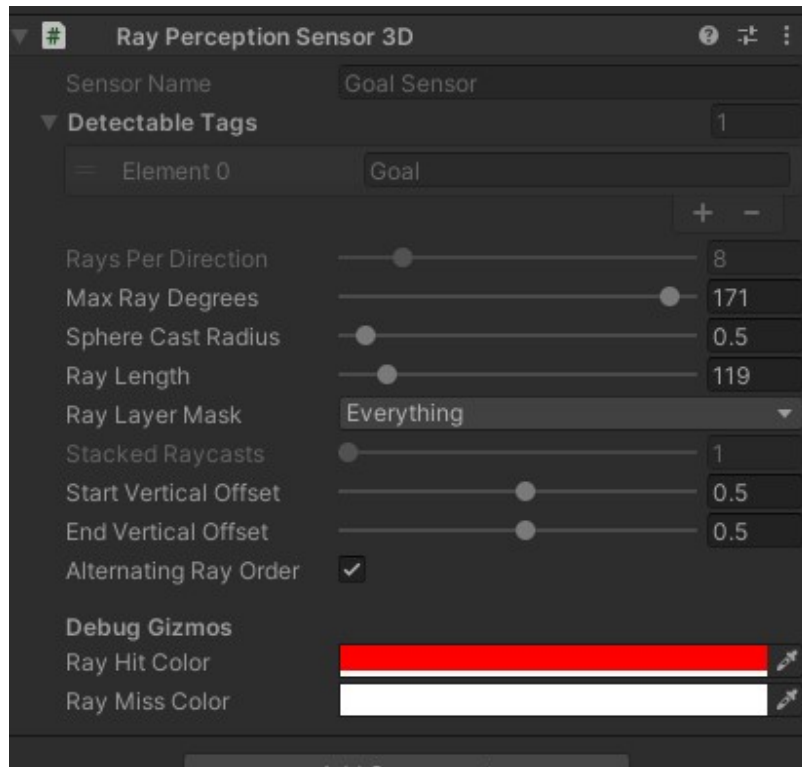 Ray Perception Sensor 3D
Sensor Name Goal Sensor
Detectable Tags 1
Element 0 Goal
Rays Per Direction 8
Max Ray Degrees 171
Sphere Cast Radius 0.5
Ray Length 119
Ray Layer Mask Everything
Stacked Raycasts 1
Start Vertical Offset 0.5
End Vertical Offset 0.5
Alternating Ray Order
Debug Gizmos
Ray Hit Color
Ray Miss Color